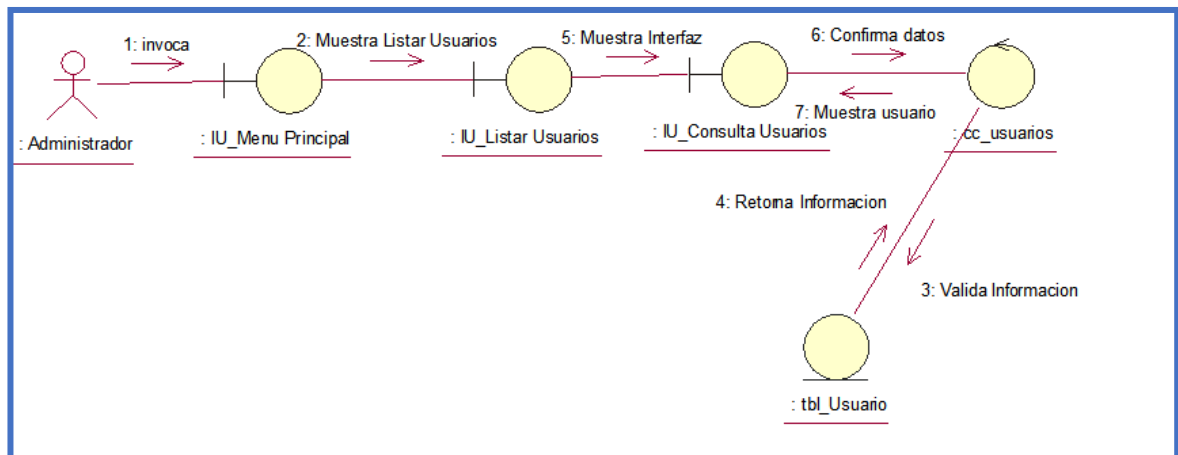 1: invoca
2: Muestra Listar Usuarios
5: Muestra Interfaz
6: Confirma datos
7: Muestra usuario
: Administrador
: IU_Menu Principal
: IU_Listar Usuarios
: IU_Consulta Usuarios
: cc_usuarios
4: Retorna Informacion
3: Valida Informacion
: tbl_Usuario